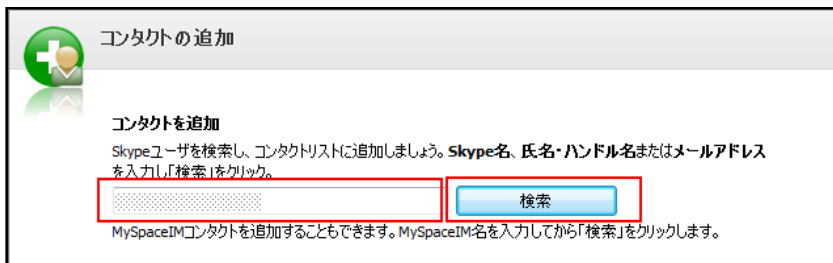 コンタクトの追加
コンタクトを追加
Skypeユーザを検索し、コンタクトリストに追加しましょう。Skype名、氏名・ハンドル名またはメールアドレス
を入力し「検索」をクリック。
検索
MySpaceIMコンタクトを追加することもできます。MySpaceIM名を入力してから「検索」をクリックします。